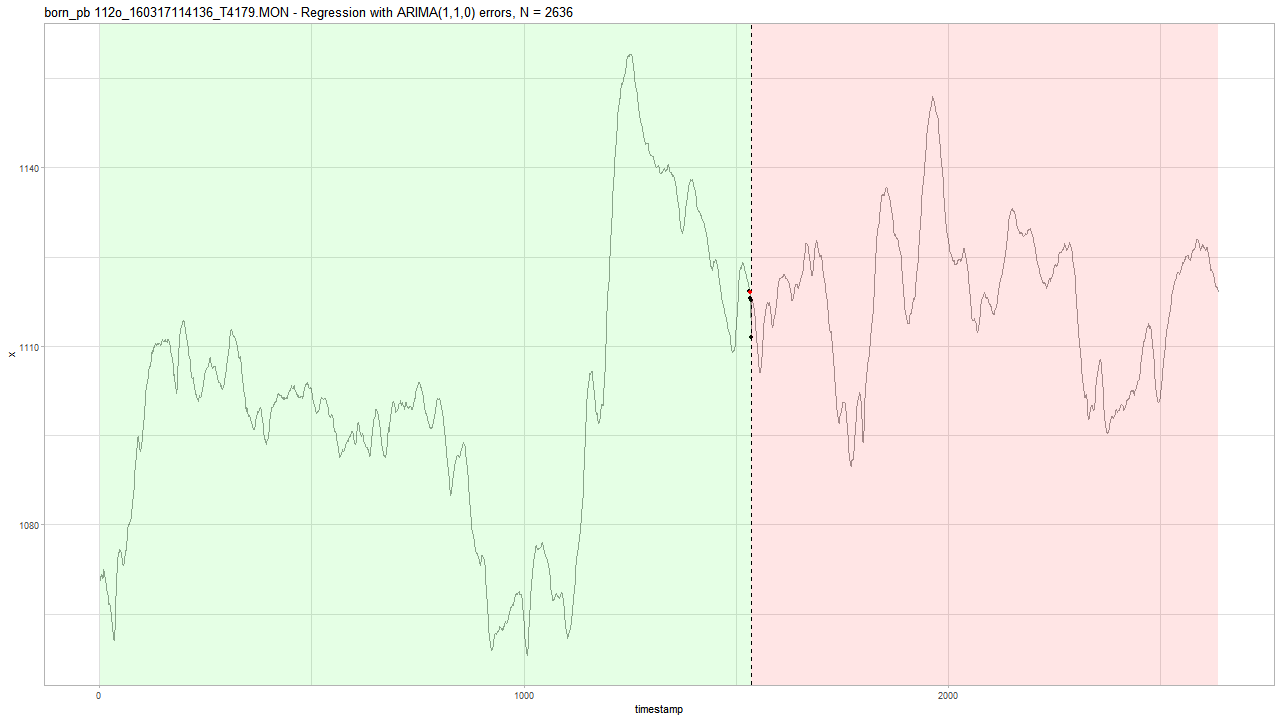 born_pb 112o_160317114136_T4179.MON - Regression with ARIMA(1,1,0) errors, N = 2636
1140
1110
1080
x
0
1000
2000
timestamp